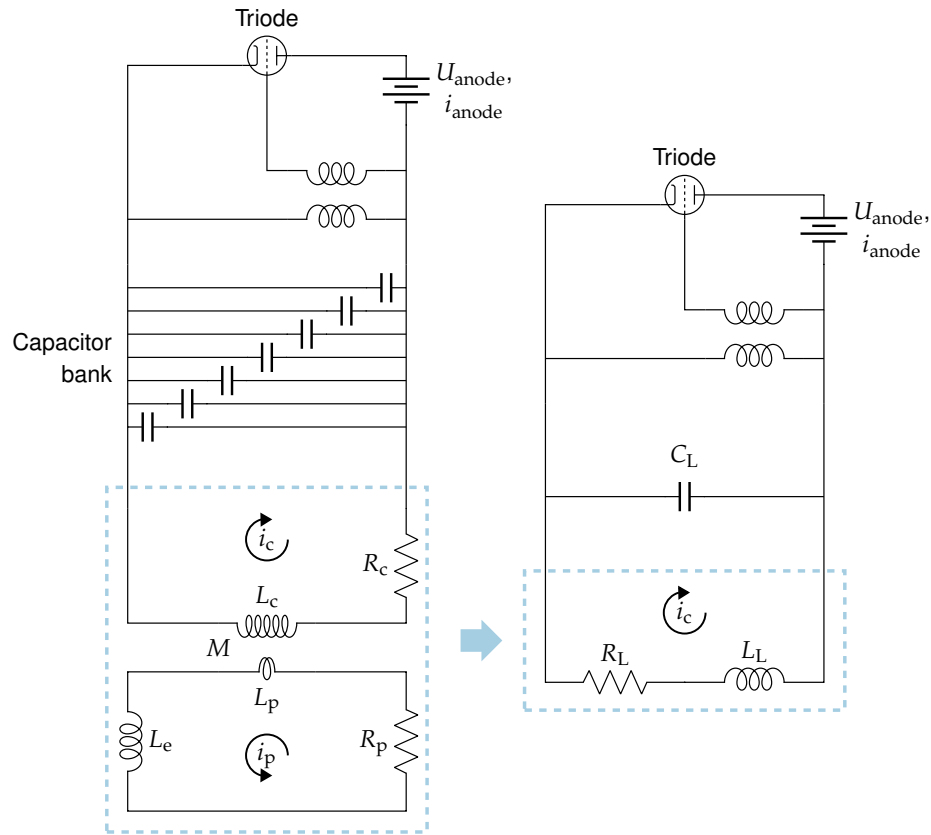 Triode
U_anode,
i_anode
Capacitor
bank
i_c
R_c
L_c
M
L_p
L_e
i_p
R_p
Triode
U_anode,
i_anode
C_L
i_c
R_L
L_L